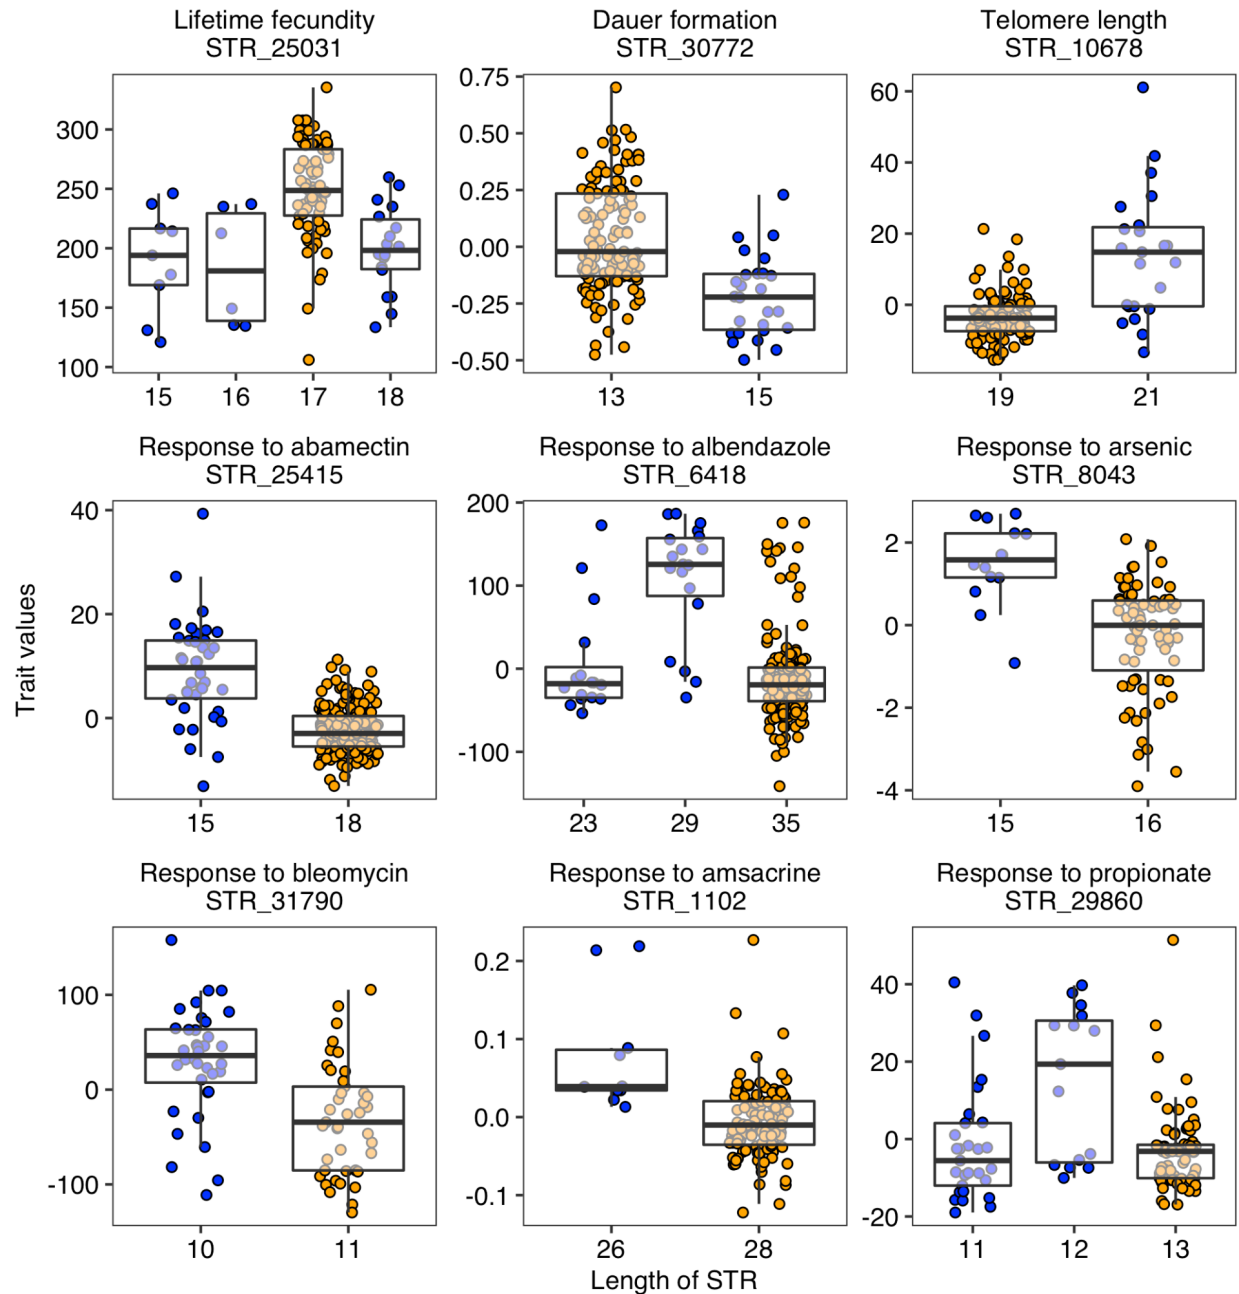 Lifetime fecundity
STR_25031
Dauer formation
STR_30772
Telomere length
STR_10678
300
250
200
150
100
15 16 17 18
0.75
0.50
0.25
0.00
-0.25
-0.50
13 15
60
40
20
0
19 21
Trait values
Response to abamectin
STR_25415
Response to albendazole
STR_6418
Response to arsenic
STR_8043
40
20
0
15 18
200
100
0
-100
23 29 35
2
0
-2
-4
15 16
Response to bleomycin
STR_31790
Response to amsacrine
STR_1102
Response to propionate
STR_29860
100
0
-100
10 11
0.2
0.1
0.0
-0.1
26 28
40
20
0
-20
11 12 13
Length of STR